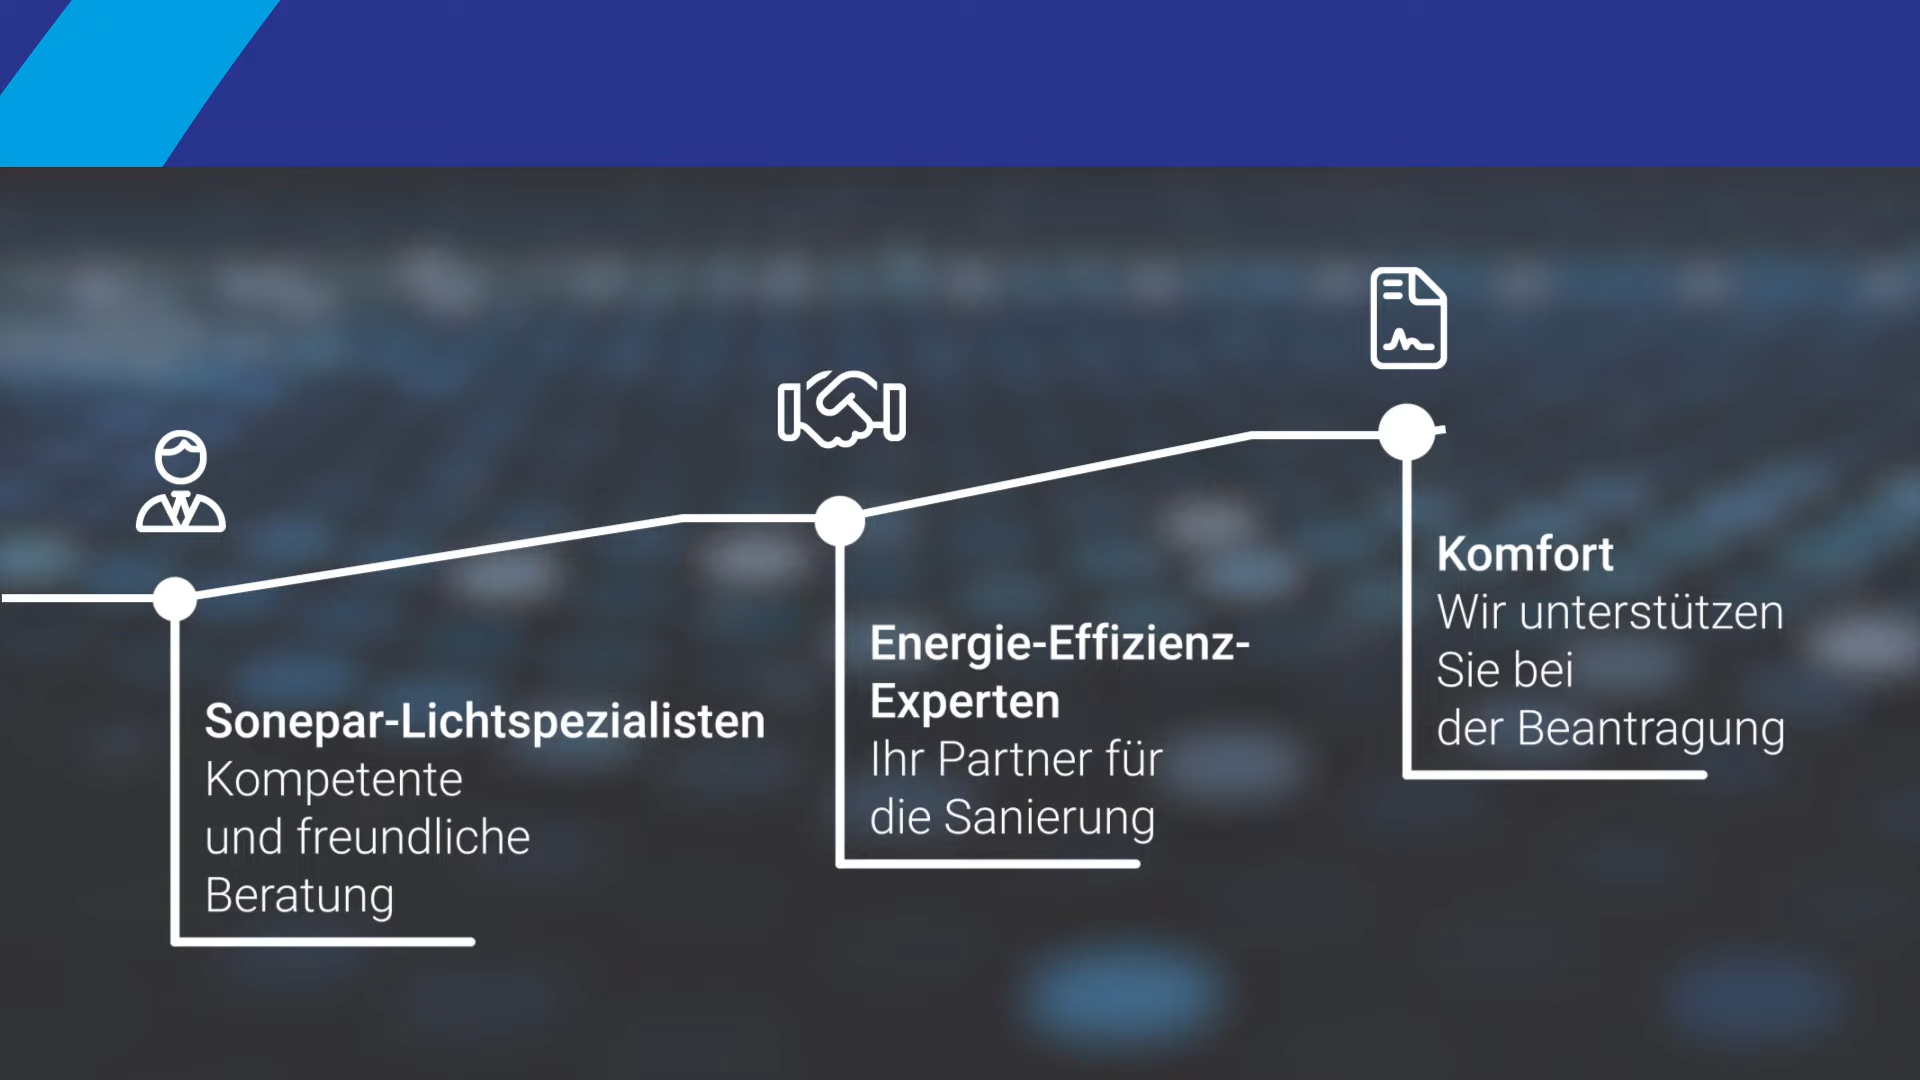 Sonepar-Lichtspezialisten
Kompetente
und freundliche
Beratung
Energie-Effizienz-
Experten
Ihr Partner für
die Sanierung
Komfort
Wir unterstützen
Sie bei
der Beantragung